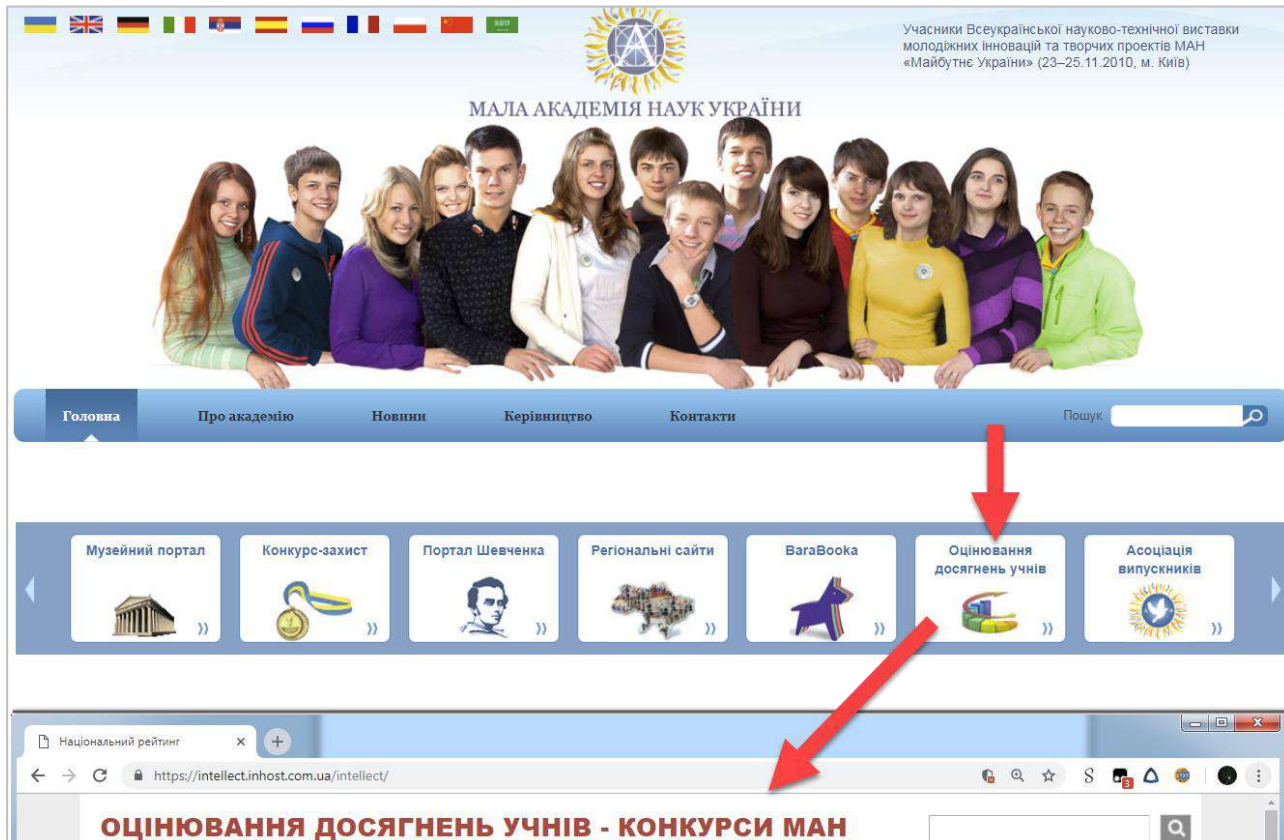 Учасники Всеукраїнської науково-технічної виставки
молодіжних інновацій та творчих проектів МАН
«Майбутнє України» (23–25.11.2010, м. Київ)
МАЛА АКАДЕМІЯ НАУК УКРАЇНИ
Головна Про академію Новини Керівництво Контакти Пошук
Музейний портал Конкурс-захист Портал Шевченка Регіональні сайти BaraBooka Оцінювання Асоціація
досягнень учнів випускників
Національний рейтинг
https://intellect.inhost.com.ua/intellect/
3
ОЦІНЮВАННЯ ДОСЯГНЕНЬ УЧНІВ - КОНКУРСИ МАН